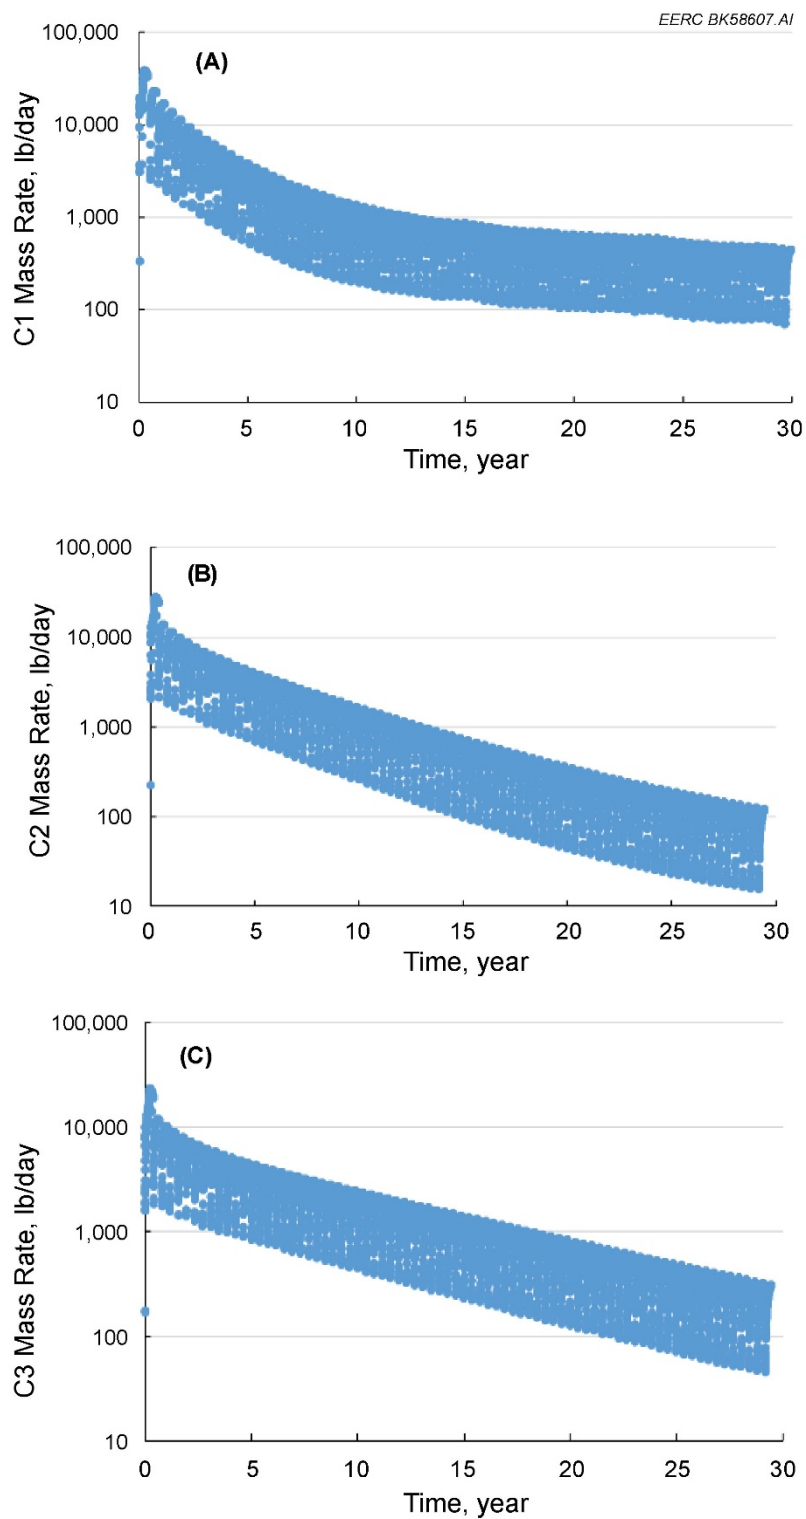 EERC BK58607.AI
100,000
(A)
10,000
1,000
100
10
C1 Mass Rate, lb/day
0 5 10 15 20 25 30
Time, year
100,000
(B)
10,000
1,000
100
10
C2 Mass Rate, lb/day
0 5 10 15 20 25 30
Time, year
100,000
(C)
10,000
1,000
100
10
C3 Mass Rate, lb/day
0 5 10 15 20 25 30
Time, year